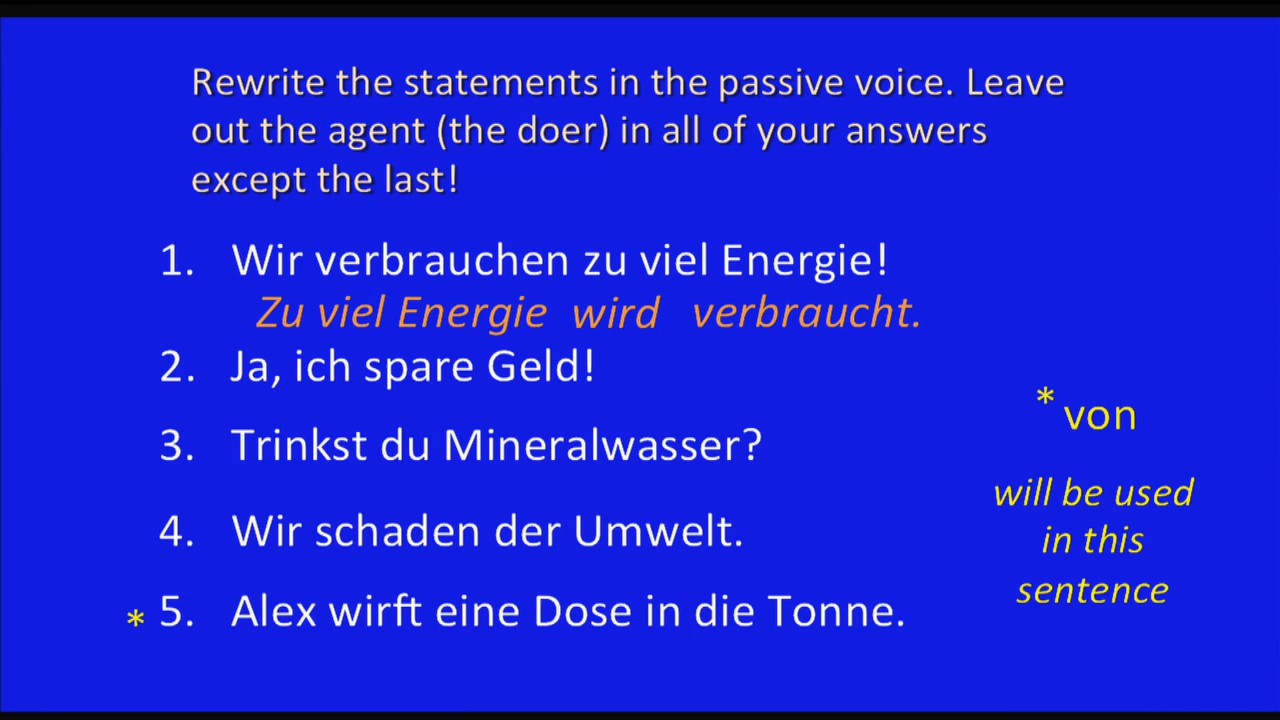 Rewrite the statements in the passive voice. Leave
out the agent (the doer) in all of your answers
except the last!
1. Wir verbrauchen zu viel Energie!
Zu viel Energie wird verbraucht.
2. Ja, ich spare Geld!
3. Trinkst du Mineralwasser?
4. Wir schaden der Umwelt.
* 5. Alex wirft eine Dose in die Tonne.
* von
will be used
in this
sentence